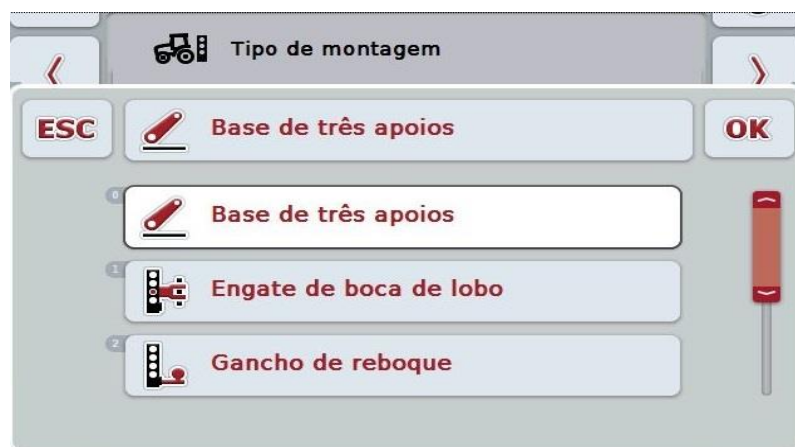 Tipo de montagem
ESC
Base de três apoios
OK
0
Base de três apoios
1
Engate de boca de lobo
2
Gancho de reboque